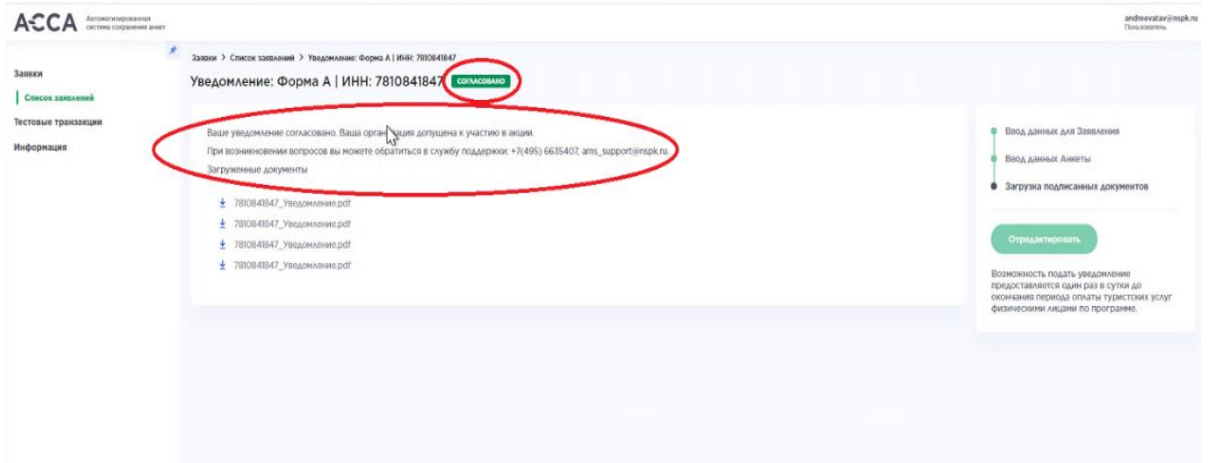 ACCA
Автоматизированная
система сохранения анкет
andreevatav@nspk.ru
Пользователь
Заявки > Список заявлений > Уведомление: Форма А | ИНН: 7810841847
Уведомление: Форма А | ИНН: 7810841847 СОГЛАСОВАНО
Заявки
Список заявлений
Тестовые транзакции
Информация
Ваше уведомление согласовано. Ваша организация допущена к участию в акции.
При возникновении вопросов вы можете обратиться в службу поддержки: +7(495) 6635407, ams_support@nspk.ru.
Загруженные документы
7810841847_Уведомление.pdf
7810841847_Уведомление.pdf
7810841847_Уведомление.pdf
7810841847_Уведомление.pdf
Ввод данных для Заявления
Ввод данных Анкеты
Загрузка подписанных документов
Отредактировать
Возможность подать уведомление
предоставляется один раз в сутки до
окончания периода оплаты туристских услуг
физическими лицами по программе.